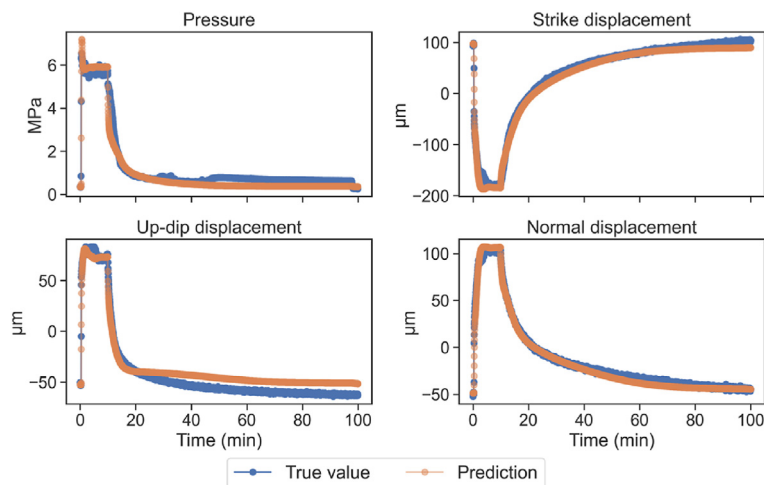 Pressure
Strike displacement
MPa
6
4
2
0
µm
100
0
−100
−200
Up-dip displacement
Normal displacement
µm
50
0
−50
µm
100
50
0
−50
0 20 40 60 80 100
0 20 40 60 80 100
Time (min)
Time (min)
True value
Prediction